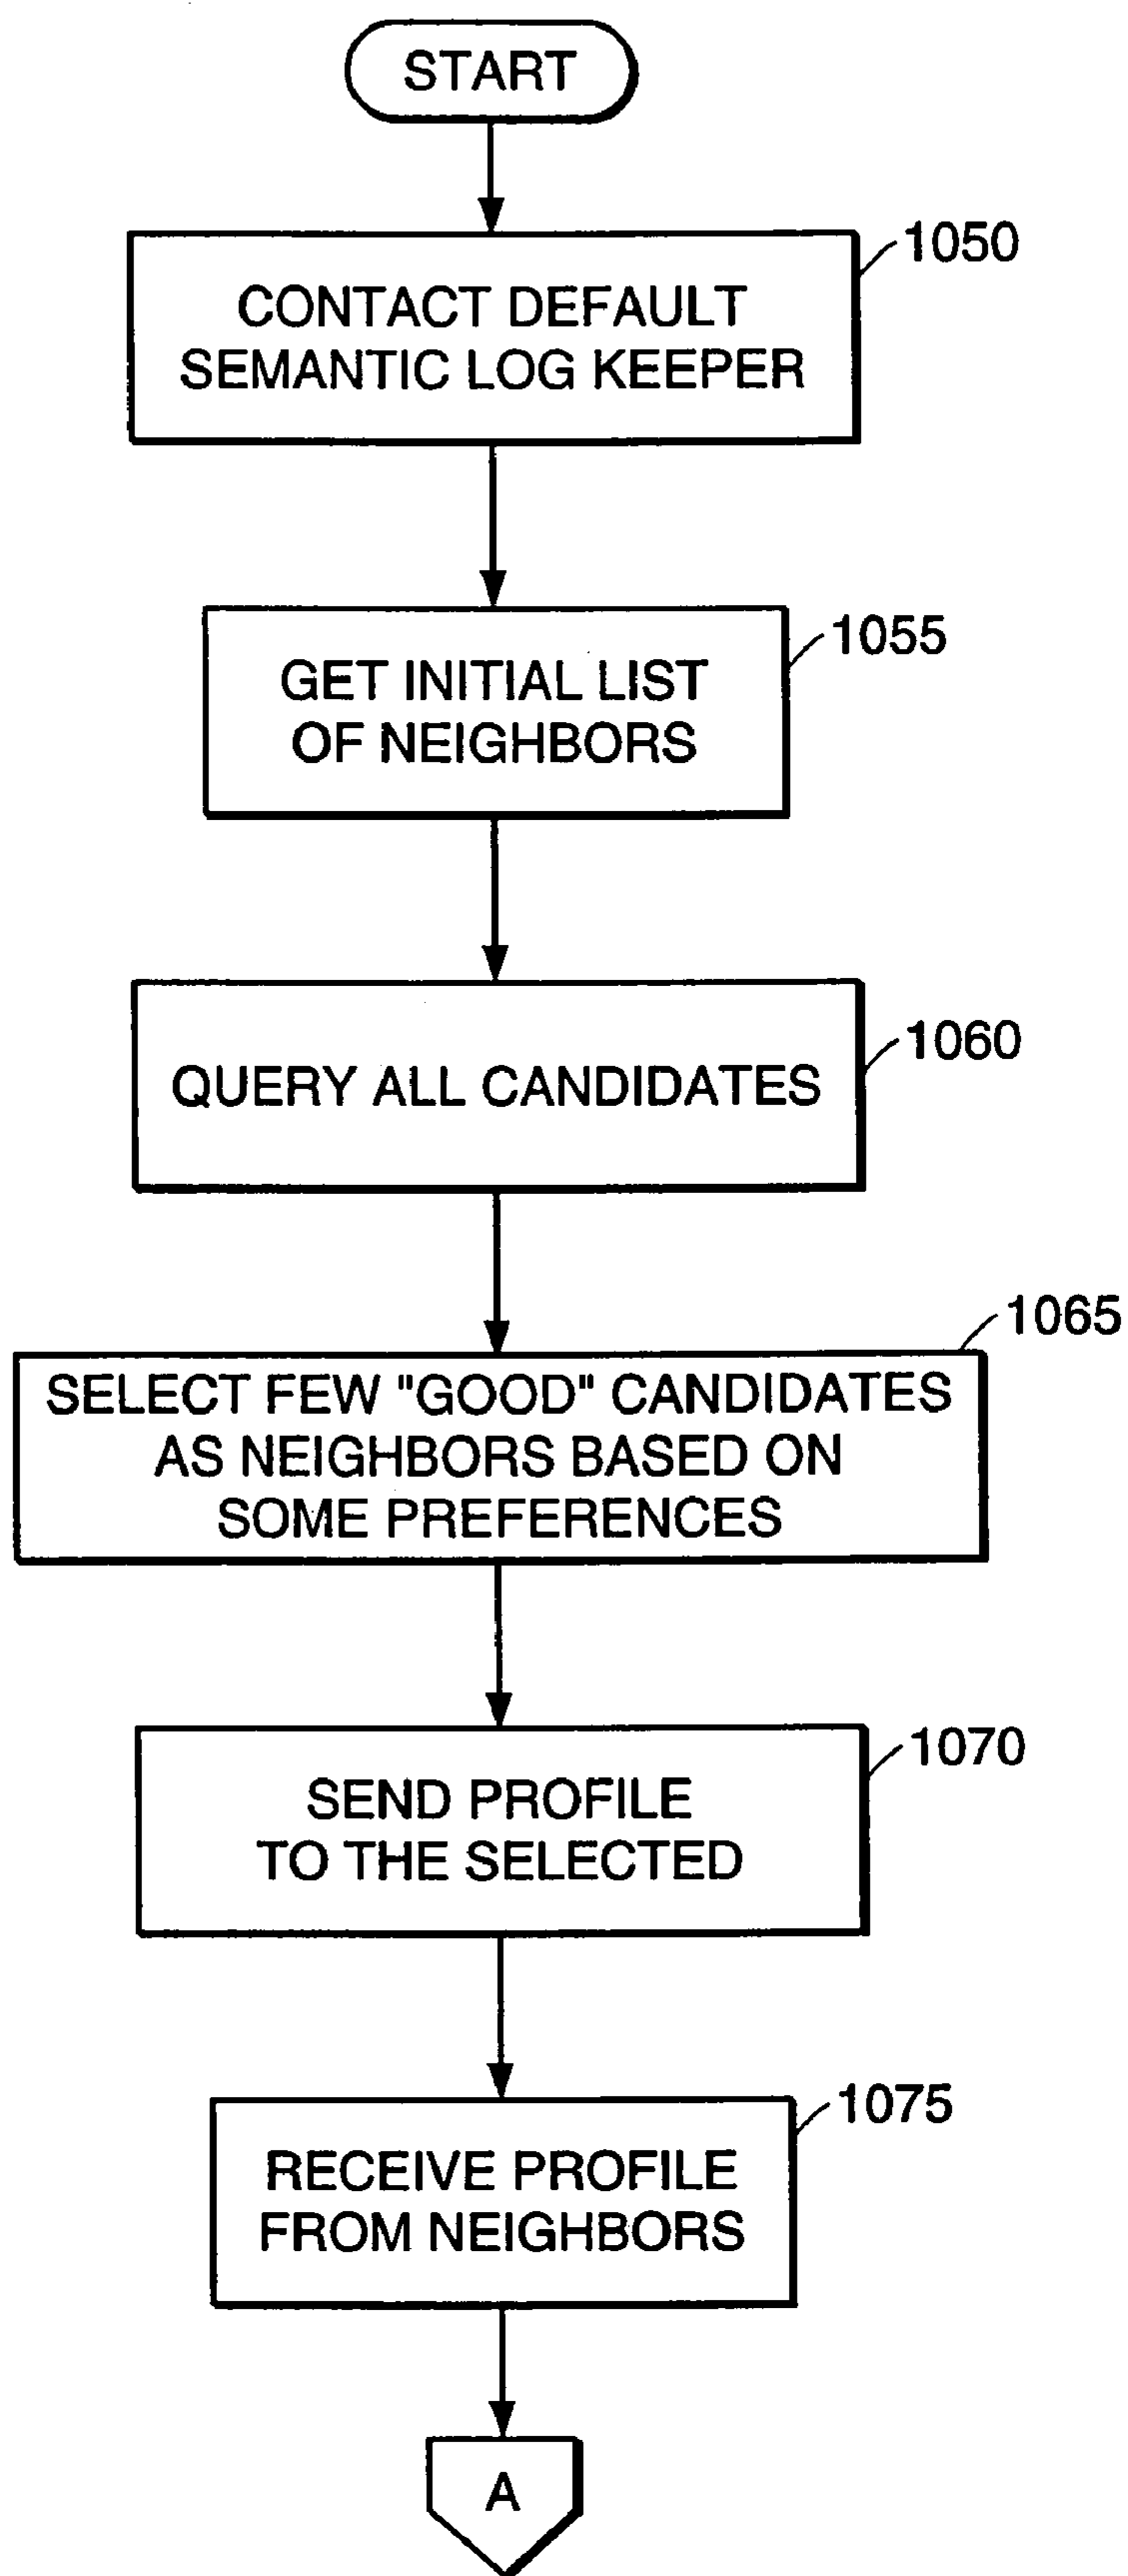 START
1050
CONTACT DEFAULT
SEMANTIC LOG KEEPER
1055
GET INITIAL LIST
OF NEIGHBORS
1060
QUERY ALL CANDIDATES
1065
SELECT FEW "GOOD" CANDIDATES
AS NEIGHBORS BASED ON
SOME PREFERENCES
1070
SEND PROFILE
TO THE SELECTED
1075
RECEIVE PROFILE
FROM NEIGHBORS
A